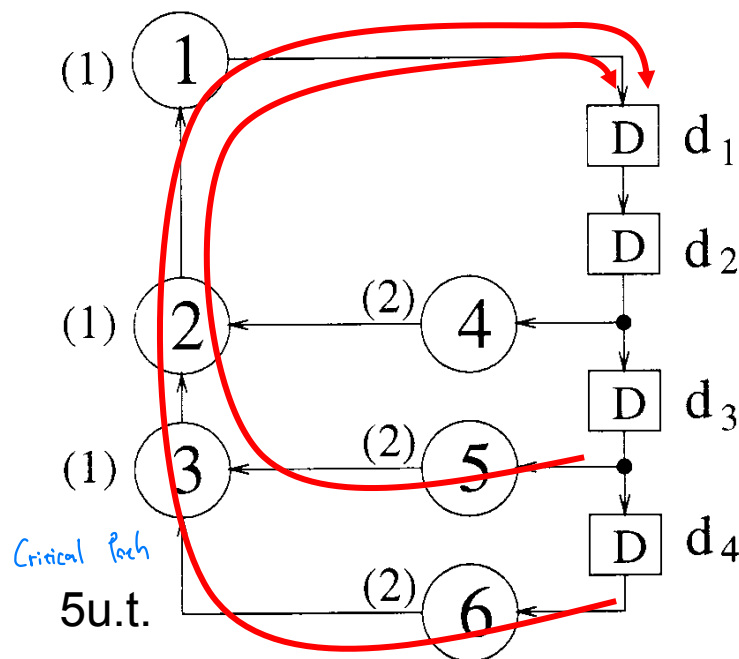 (1) 1
D d₁
D d₂
(1) 2 (2) 4
D d₃
(1) 3 (2) 5
D d₄
Critical Path
5u.t. (2) 6